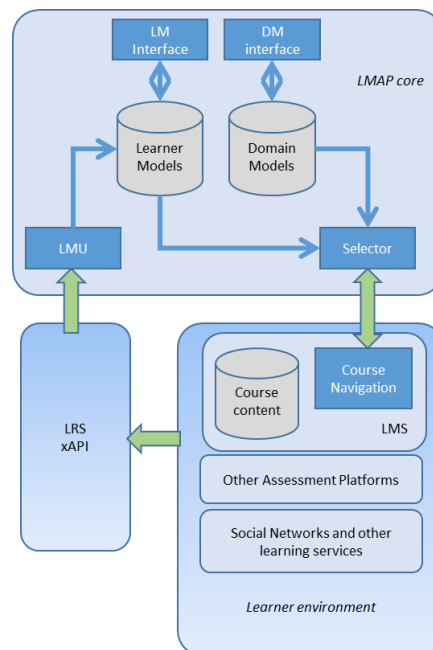 LM
Interface
DM
interface
LMAP core
Learner
Models
Domain
Models
LMU
Selector
LRS
xAPI
Course
content
Course
Navigation
LMS
Other Assessment Platforms
Social Networks and other
learning services
Learner environment